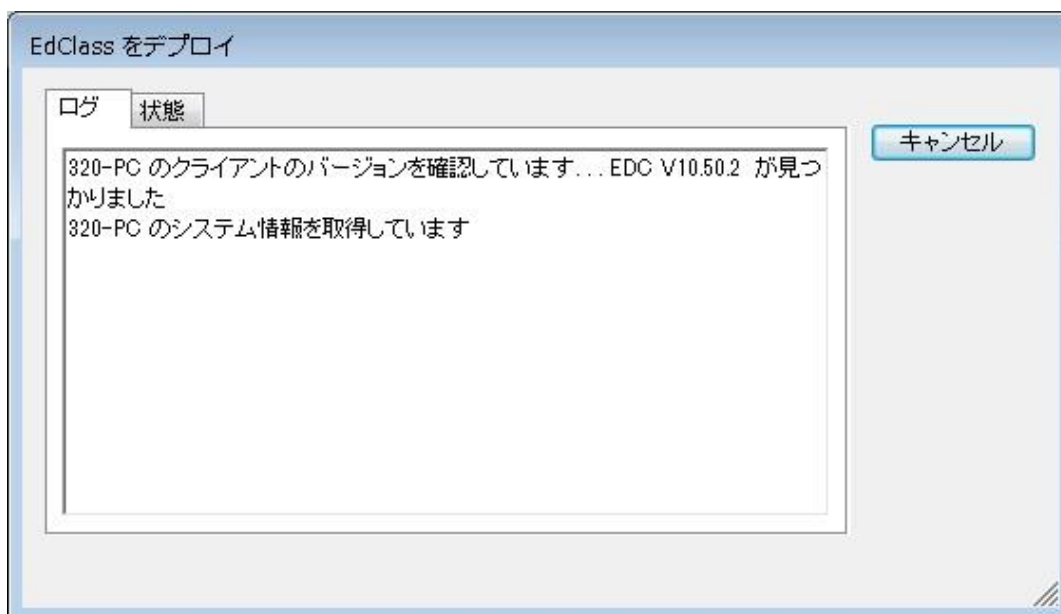 EdClass をデプロイ
ログ 状態
キャンセル
320-PC のクライアントのバージョンを確認しています... EDC V10.50.2 が見つ
かりました
320-PC のシステム情報を取得しています